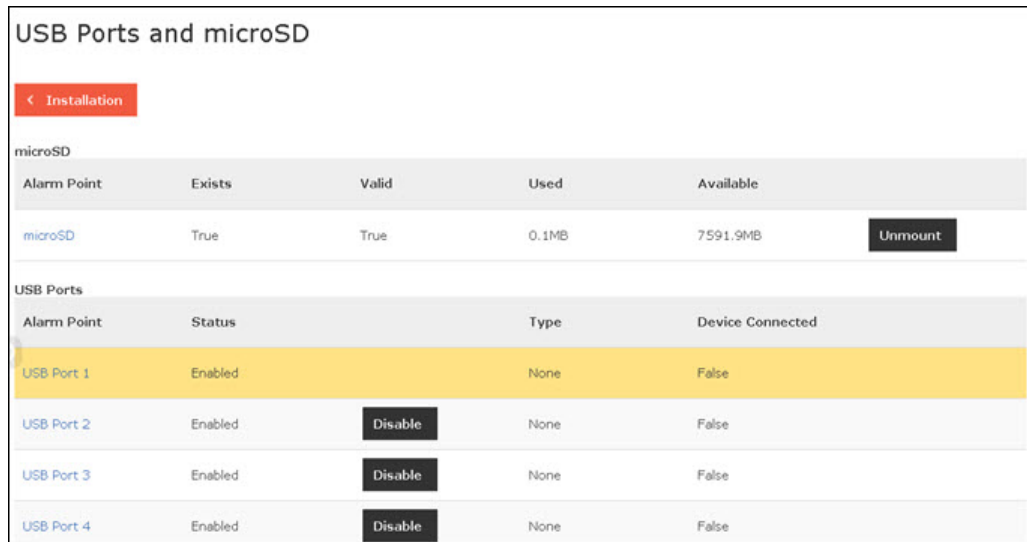 USB Ports and microSD
< Installation
microSD
Alarm Point Exists Valid Used Available
microSD True True 0.1MB 7591.9MB Unmount
USB Ports
Alarm Point Status Type Device Connected
USB Port 1 Enabled None False
USB Port 2 Enabled Disable None False
USB Port 3 Enabled Disable None False
USB Port 4 Enabled Disable None False